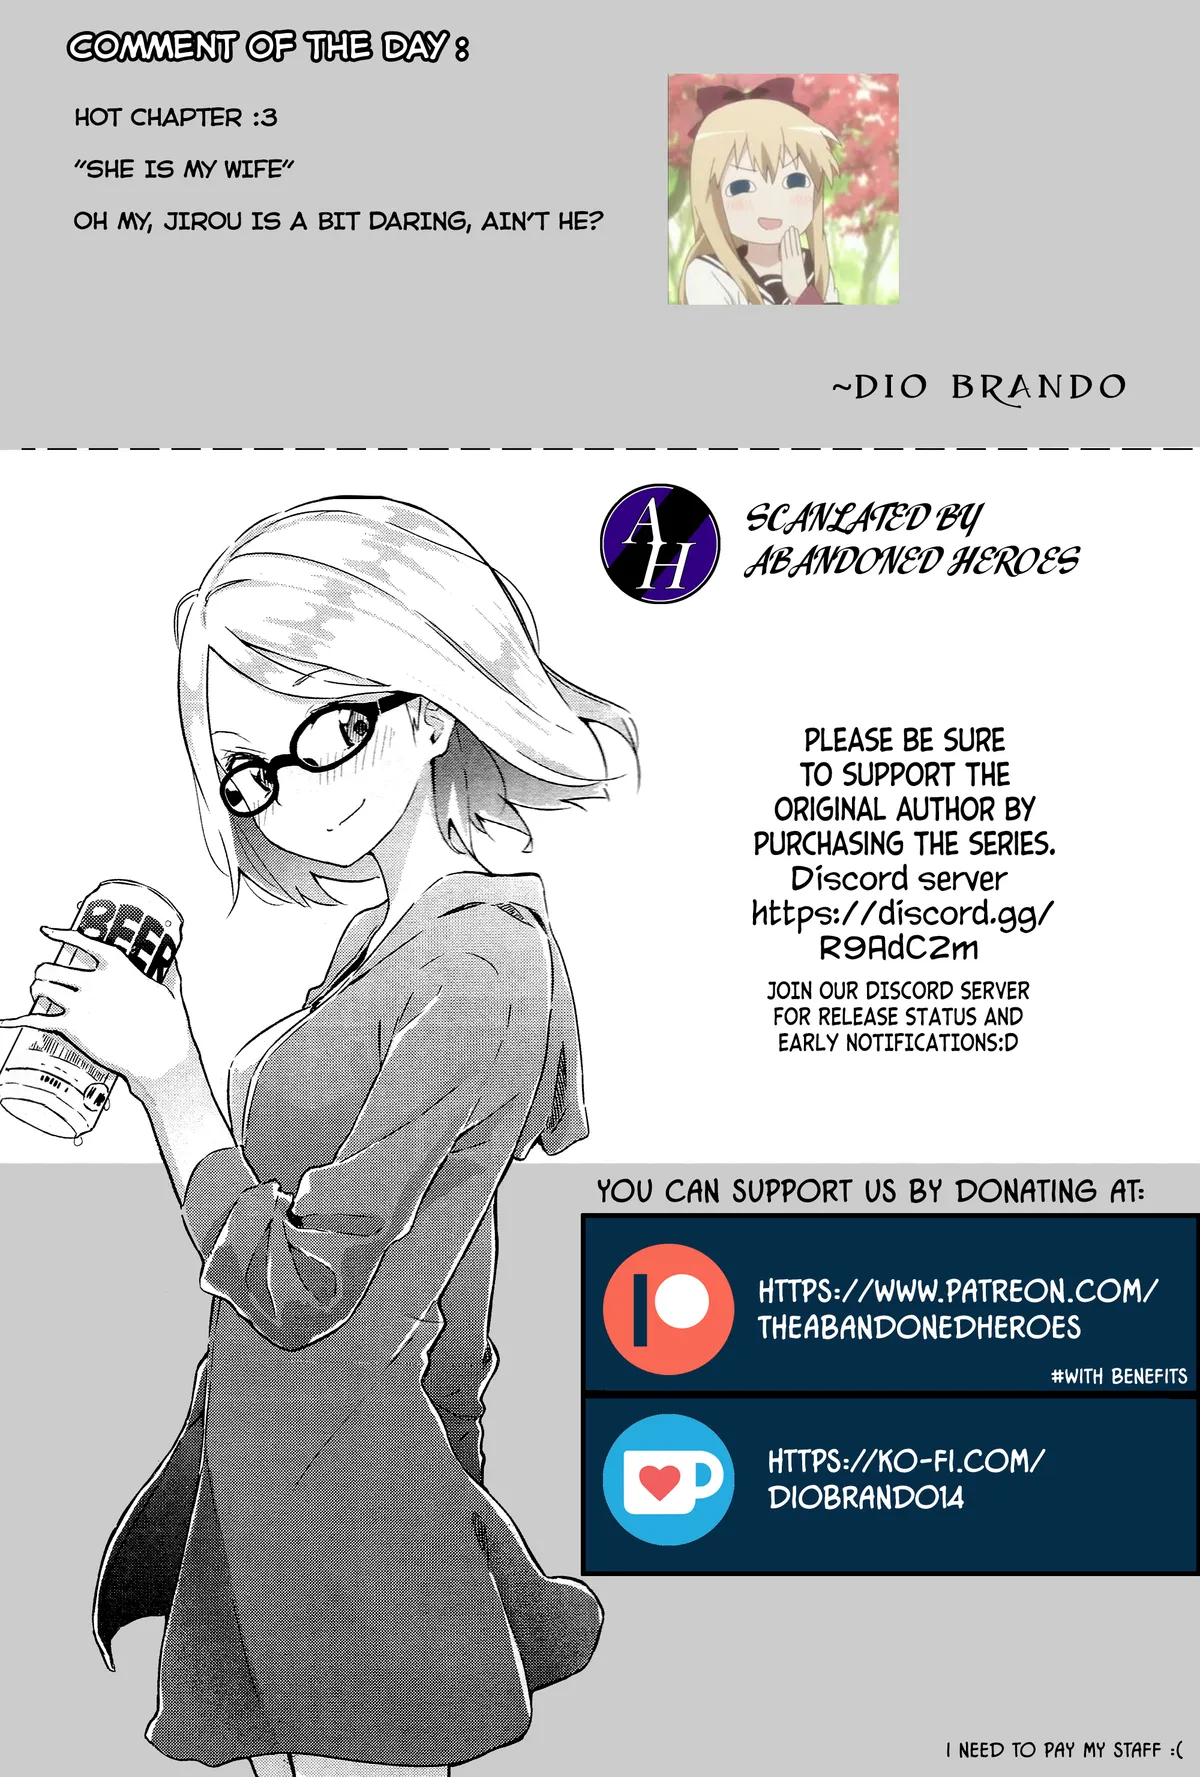 COMMENT OF THE DAY :
HOT CHAPTER :3
"SHE IS MY WIFE"
OH MY, JIROU IS A BIT DARING, AIN'T HE?
~DIO BRANDO
AH
SCANLATED BY
ABANDONED HEROES
PLEASE BE SURE
TO SUPPORT THE
ORIGINAL AUTHOR BY
PURCHASING THE SERIES.
Discord server
https://discord.gg/
R9AdCZm
JOIN OUR DISCORD SERVER
FOR RELEASE STATUS AND
EARLY NOTIFICATIONS:D
BEER
YOU CAN SUPPORT US BY DONATING AT:
HTTPS://WWW.PATREON.COM/
THEABANDONEDHEROES
#WITH BENEFITS
HTTPS://KO-FI.COM/
DIOBRANDO14
I NEED TO PAY MY STAFF :(